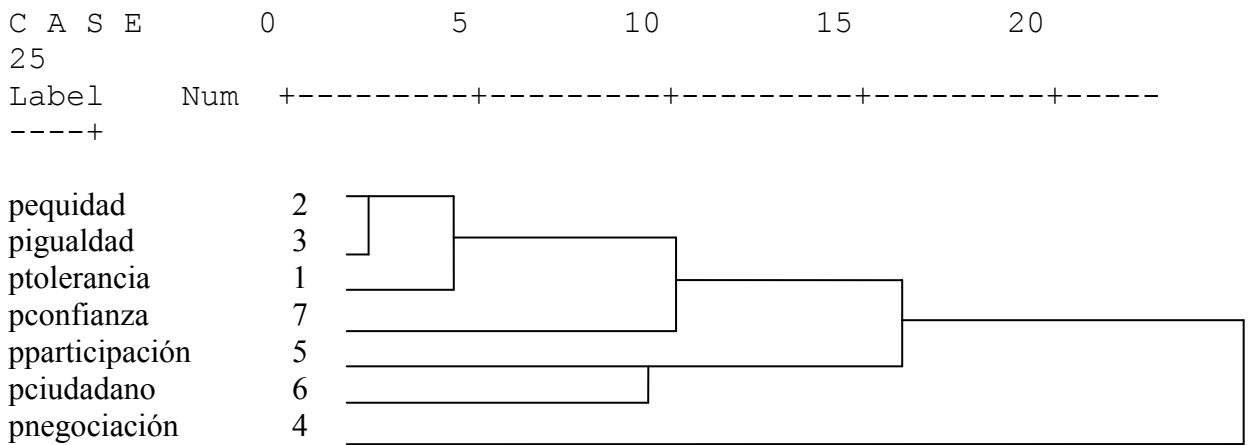 C A S E 0 5 10 15 20
25
Label Num +---------+---------+---------+---------+-----
----+
pequidad 2
pigualdad 3
ptolerancia 1
pconfianza 7
pparticipación 5
pciudadano 6
pnegociación 4